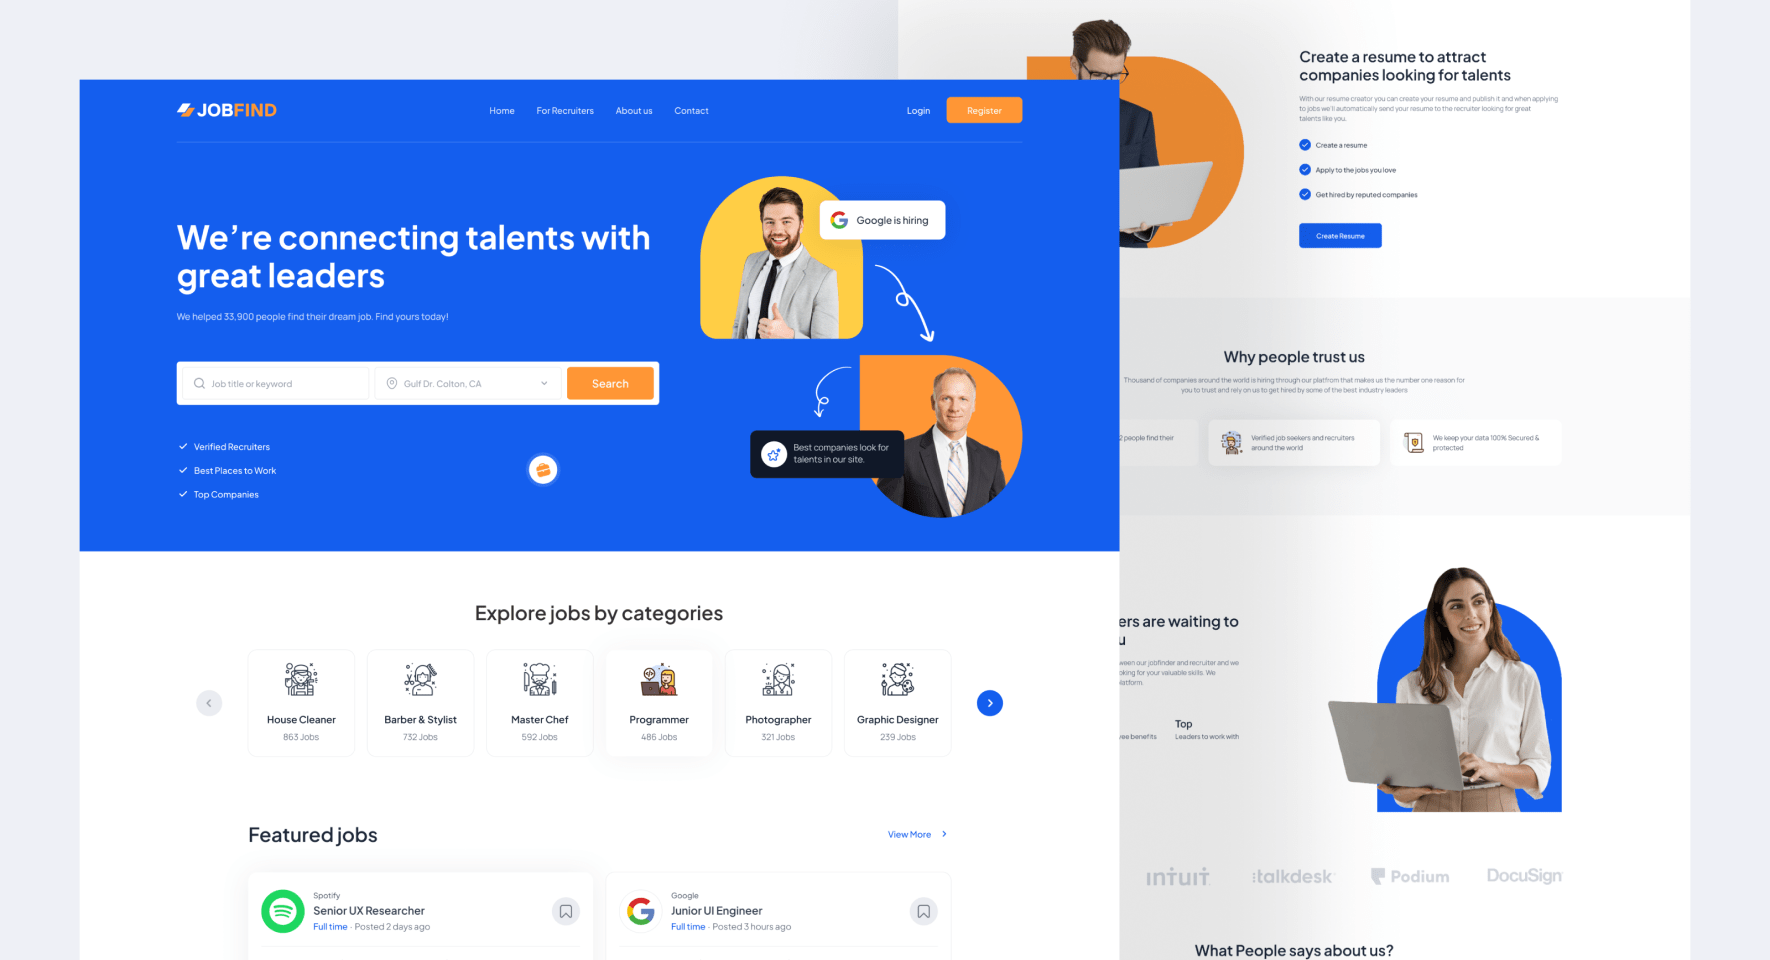 JOBFIND
Home
For Recruiters
About us
Contact
Login
Register
We're connecting talents with
great leaders
We helped 33,900 people find their dream job. Find yours today!
Job title or keyword
Gulf Dr. Colton, CA
Search
Verified Recruiters
Best Places to Work
Top Companies
Google is hiring
Best companies look for
talents in our site.
Explore jobs by categories
House Cleaner
863 Jobs
Barber & Stylist
732 Jobs
Master Chef
592 Jobs
Programmer
486 Jobs
Photographer
321 Jobs
Graphic Designer
239 Jobs
Featured jobs
View More
Spotify
Senior UX Researcher
Full time · Posted 2 days ago
Google
Junior UI Engineer
Full time · Posted 3 hours ago
Create a resume to attract
companies looking for talents
With our resume creator you can create your resume and publish it and when applying
to jobs we'll automatically send your resume to the recruiter looking for great
talents like you.
Create a resume
Apply to the jobs you love
Get hired by reputed companies
Create Resume
Why people trust us
Thousand of companies around the world is hiring through our platfrom that makes us the number one reason for
you to trust and rely on us to get hired by some of the best industry leaders
2 people find their
Verified job seekers and recruiters
around the world
We keep your data 100% Secured &
protected
ers are waiting to
u
ween our jobfinder and recruiter and we
oking for your valuable skills. We
latform.
Top
Leaders to work with
ree benefits
intuit
talkdesk
Podium
DocuSign
What People says about us?